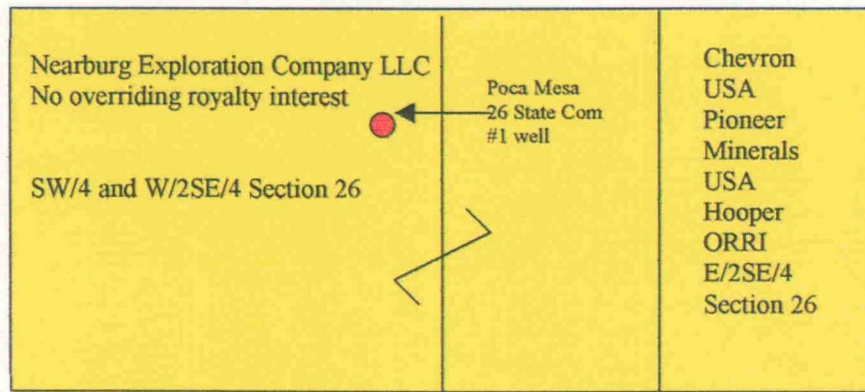 Nearburg Exploration Company LLC
No overriding royalty interest
SW/4 and W/2SE/4 Section 26
Poca Mesa
26 State Com
#1 well
Chevron
USA
Pioneer
Minerals
USA
Hooper
ORRI
E/2SE/4
Section 26